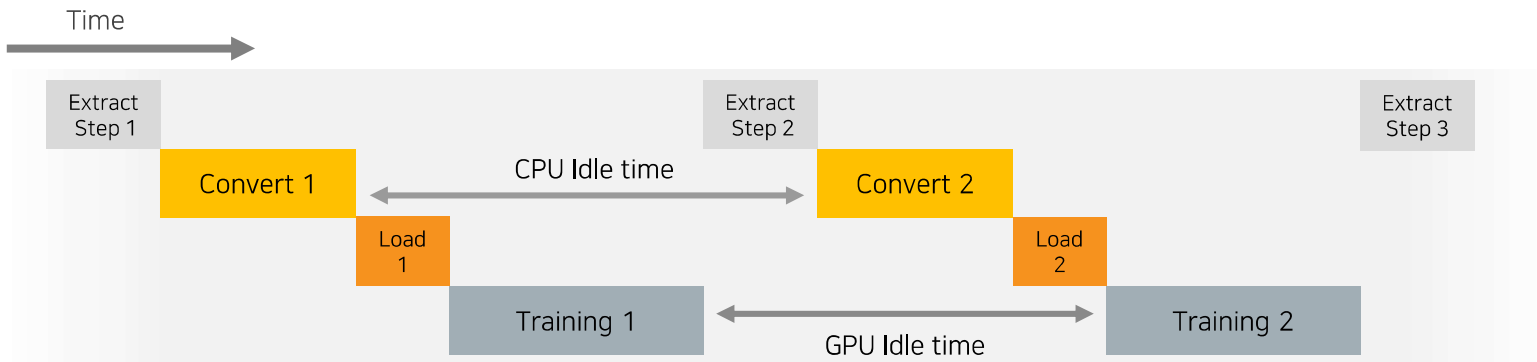 Time
Extract
Step 1
Extract
Step 2
Extract
Step 3
Convert 1
CPU Idle time
Convert 2
Load
1
Load
2
Training 1
GPU Idle time
Training 2